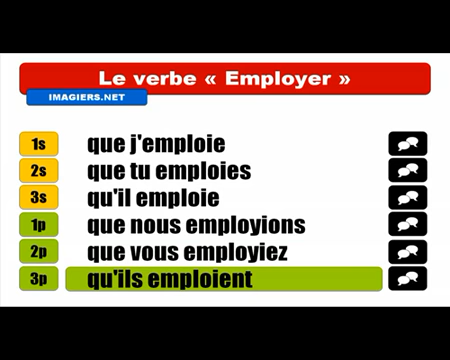 Le verbe « Employer »
IMAGIERS.NET
1s que j'emploie
2s que tu emploies
3s qu'il emploie
1p que nous employions
2p que vous employiez
3p qu'ils emploient